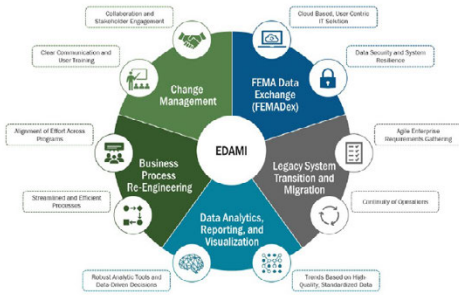 Collaboration and
Stakeholder Engagement
Cloud Based, User Centric
IT Solution
Clear Communication and
User Training
Change
Management
FEMA Data
Exchange
(FEMADex)
Data Security and System
Resilience
Alignment of Effort Across
Programs
EDAMI
Agile Enterprise
Requirements Gathering
Business
Process
Re-Engineering
Legacy System
Transition and
Migration
Streamlined and Efficient
Processes
Continuity of Operations
Data Analytics,
Reporting, and
Visualization
Robust Analytic Tools and
Data-Driven Decisions
Trends Based on High-
Quality, Standardized Data